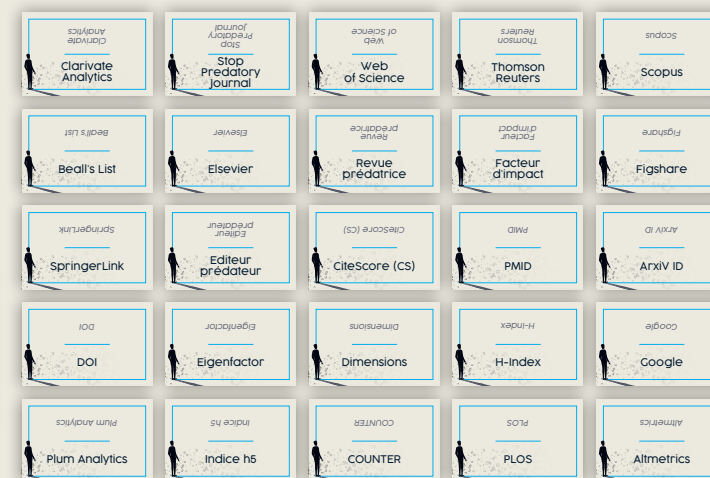 Clarivate
Analytics
Clarivate
Analytics
Stop
Predatory
journal
Stop
Predatory
journal
Web
of Science
Web
of Science
Thomson
Reuters
Thomson
Reuters
Scopus
Scopus
Beall's List
Beall's List
Elsevier
Elsevier
Revue
prédatrice
Revue
prédatrice
Facteur
d'impact
Facteur
d'impact
Figshare
Figshare
SpringerLink
SpringerLink
Editeur
prédateur
Editeur
prédateur
CiteScore (CS)
CiteScore (CS)
PMID
PMID
ArxiV ID
ArxiV ID
DOI
DOI
Eigenfactor
Eigenfactor
Dimensions
Dimensions
H-Index
H-Index
Google
Google
Plum Analytics
Plum Analytics
Indice h5
Indice h5
COUNTER
COUNTER
PLOS
PLOS
Altmetrics
Altmetrics